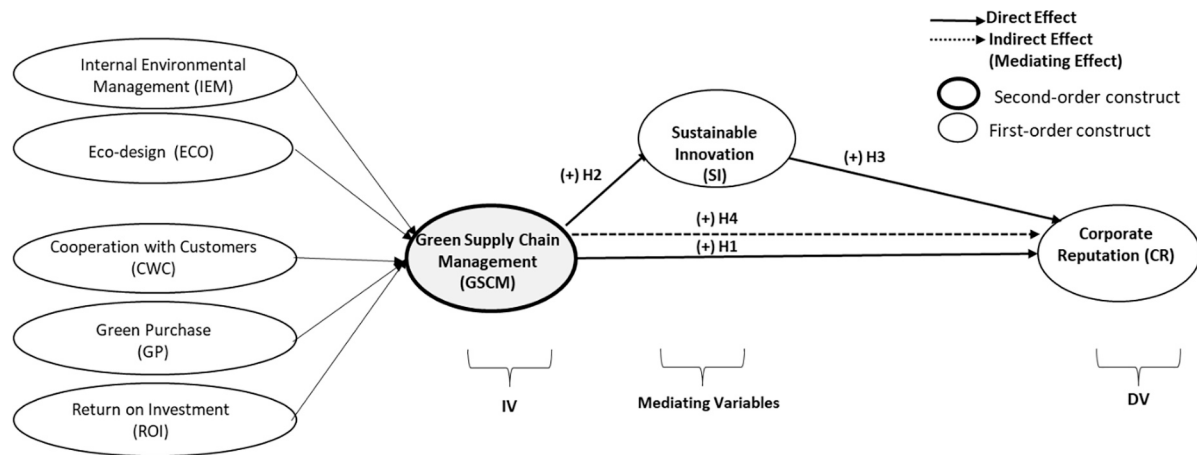 Internal Environmental
Management (IEM)
Eco-design (ECO)
Cooperation with Customers
(CWC)
Green Purchase
(GP)
Return on Investment
(ROI)
Green Supply Chain
Management
(GSCM)
(+) H2
Sustainable
Innovation
(SI)
(+) H3
(+) H4
(+) H1
Corporate
Reputation (CR)
Direct Effect
Indirect Effect
(Mediating Effect)
Second-order construct
First-order construct
IV
Mediating Variables
DV